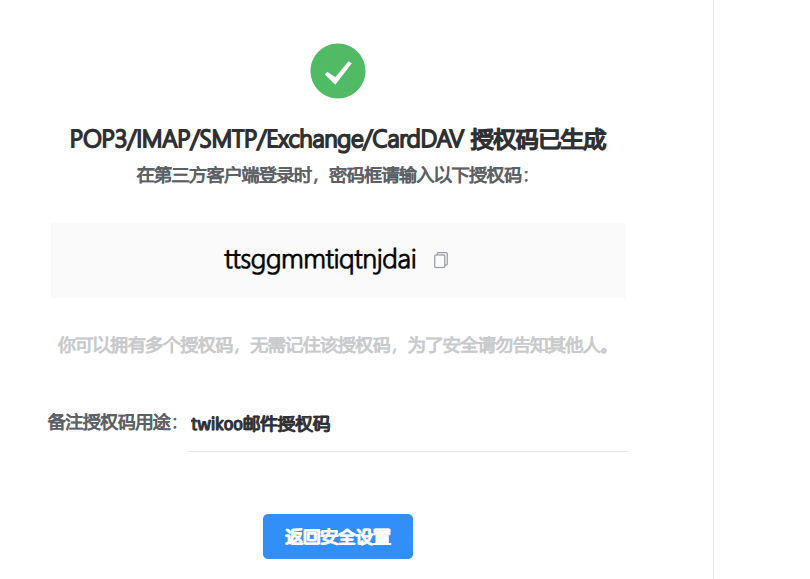 POP3/IMAP/SMTP/Exchange/CardDAV 授权码已生成
在第三方客户端登录时，密码框请输入以下授权码：
ttsggmmtiqtnjdai
你可以拥有多个授权码，无需记住该授权码，为了安全请勿告知其他人。
备注授权码用途： twikoo邮件授权码
返回安全设置